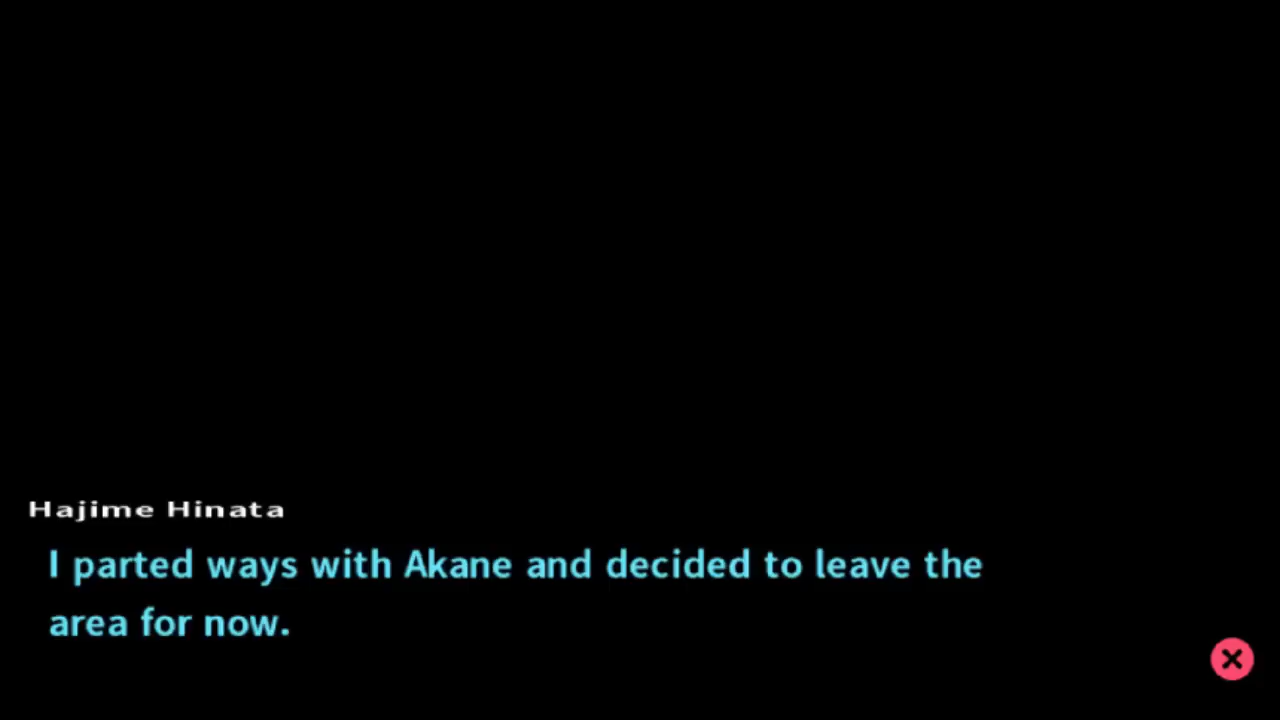 Hajime Hinata
I parted ways with Akane and decided to leave the
area for now.